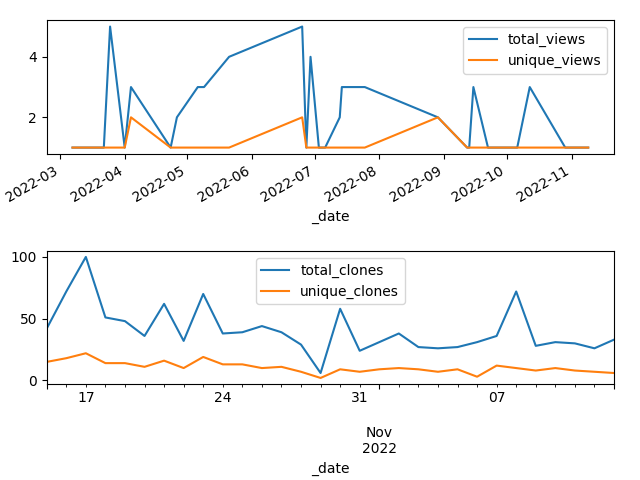 total_views
unique_views
4
2
2022-03
2022-04
2022-05
2022-06
2022-07
2022-08
2022-09
2022-10
2022-11
_date
total_clones
unique_clones
100
50
0
17
24
31
07
Nov
2022
_date